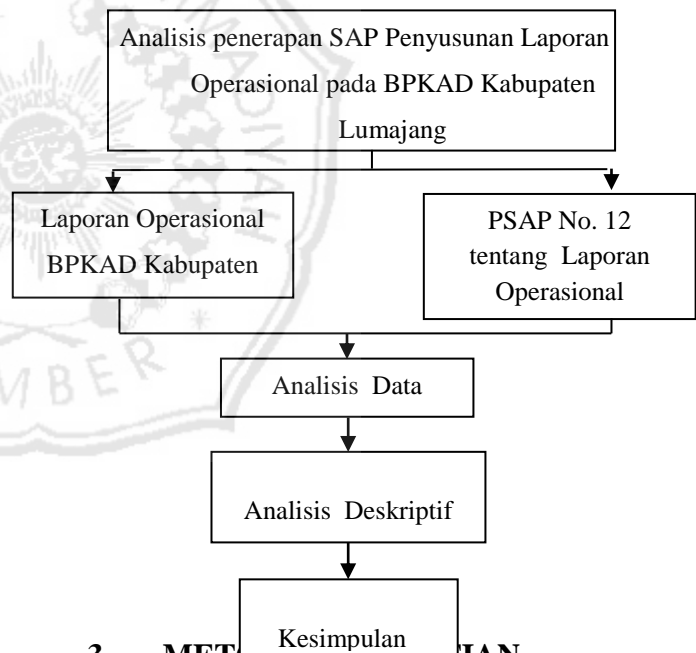 Analisis penerapan SAP Penyusunan Laporan
Operasional pada BPKAD Kabupaten
Lumajang
Laporan Operasional
BPKAD Kabupaten
PSAP No. 12
tentang Laporan
Operasional
Analisis Data
Analisis Deskriptif
Kesimpulan
3.